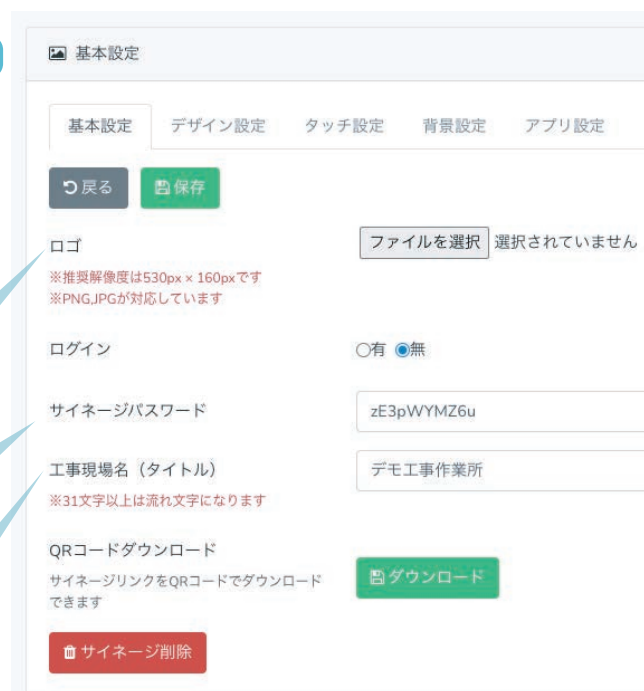 基本設定
基本設定 デザイン設定 タッチ設定 背景設定 アプリ設定
戻る 保存
ロゴ ファイルを選択 選択されていません
※推奨解像度は530px × 160pxです
※PNG,JPGが対応しています
ログイン 有 無
サイネージパスワード zE3pWYMZ6u
工事現場名（タイトル） デモ工事作業所
※31文字以上は流れ文字になります
QRコードダウンロード
サイネージリンクをQRコードでダウンロード
できます
ダウンロード
サイネージ削除